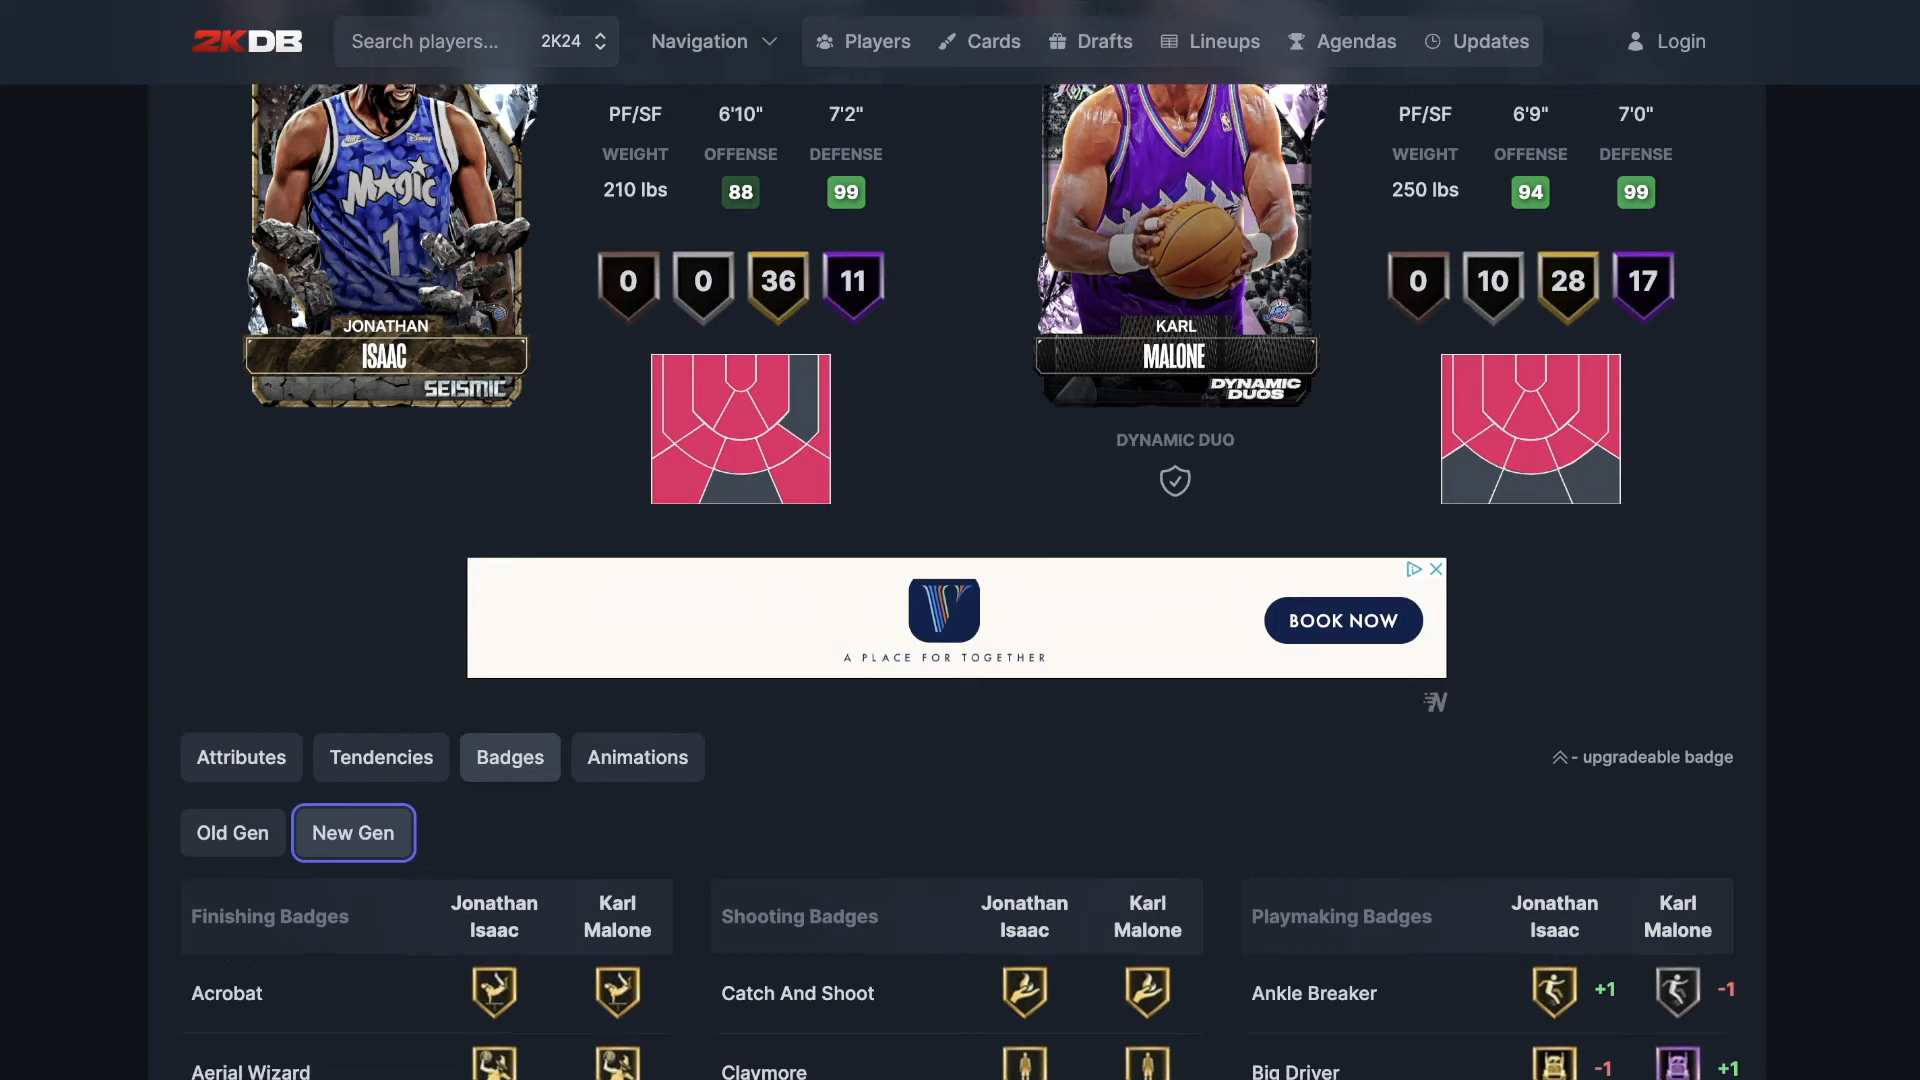 2KDB
Search players...
2K24
Navigation
Players
Cards
Drafts
Lineups
Agendas
Updates
Login
PF/SF 6'10" 7'2"
WEIGHT OFFENSE DEFENSE
210 lbs 88 99
0 0 36 11
NIKE
Disney
Magic
1
JONATHAN
ISAAC
SEISMIC
PF/SF 6'9" 7'0"
WEIGHT OFFENSE DEFENSE
250 lbs 94 99
0 10 28 17
KARL
MALONE
DYNAMIC
DUOS
DYNAMIC DUO
A PLACE FOR TOGETHER
BOOK NOW
Attributes
Tendencies
Badges
Animations
- upgradeable badge
Old Gen
New Gen
Finishing Badges
Jonathan
Isaac
Karl
Malone
Shooting Badges
Jonathan
Isaac
Karl
Malone
Playmaking Badges
Jonathan
Isaac
Karl
Malone
Acrobat
Catch And Shoot
Ankle Breaker +1 -1
Aerial Wizard
Claymore
Big Driver -1 +1